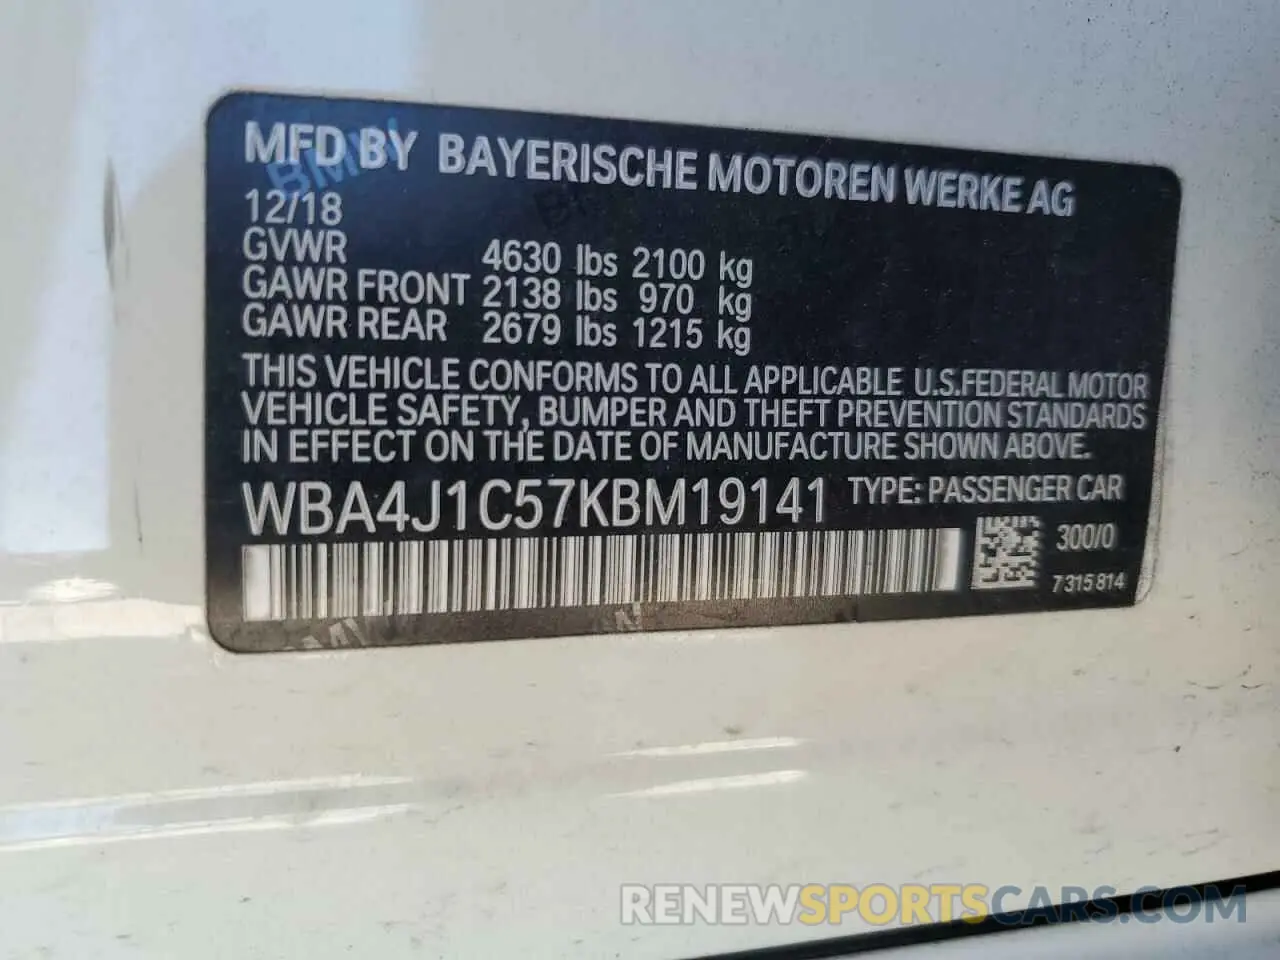 MFD BY BAYERISCHE MOTOREN WERKE AG
12/18
GVWR 4630 lbs 2100 kg
GAWR FRONT 2138 lbs 970 kg
GAWR REAR 2679 lbs 1215 kg
THIS VEHICLE CONFORMS TO ALL APPLICABLE U.S.FEDERAL MOTOR
VEHICLE SAFETY, BUMPER AND THEFT PREVENTION STANDARDS
IN EFFECT ON THE DATE OF MANUFACTURE SHOWN ABOVE.
WBA4J1C57KBM19141 TYPE: PASSENGER CAR
300/0
7315814
RENEWSPORTSCARS.COM